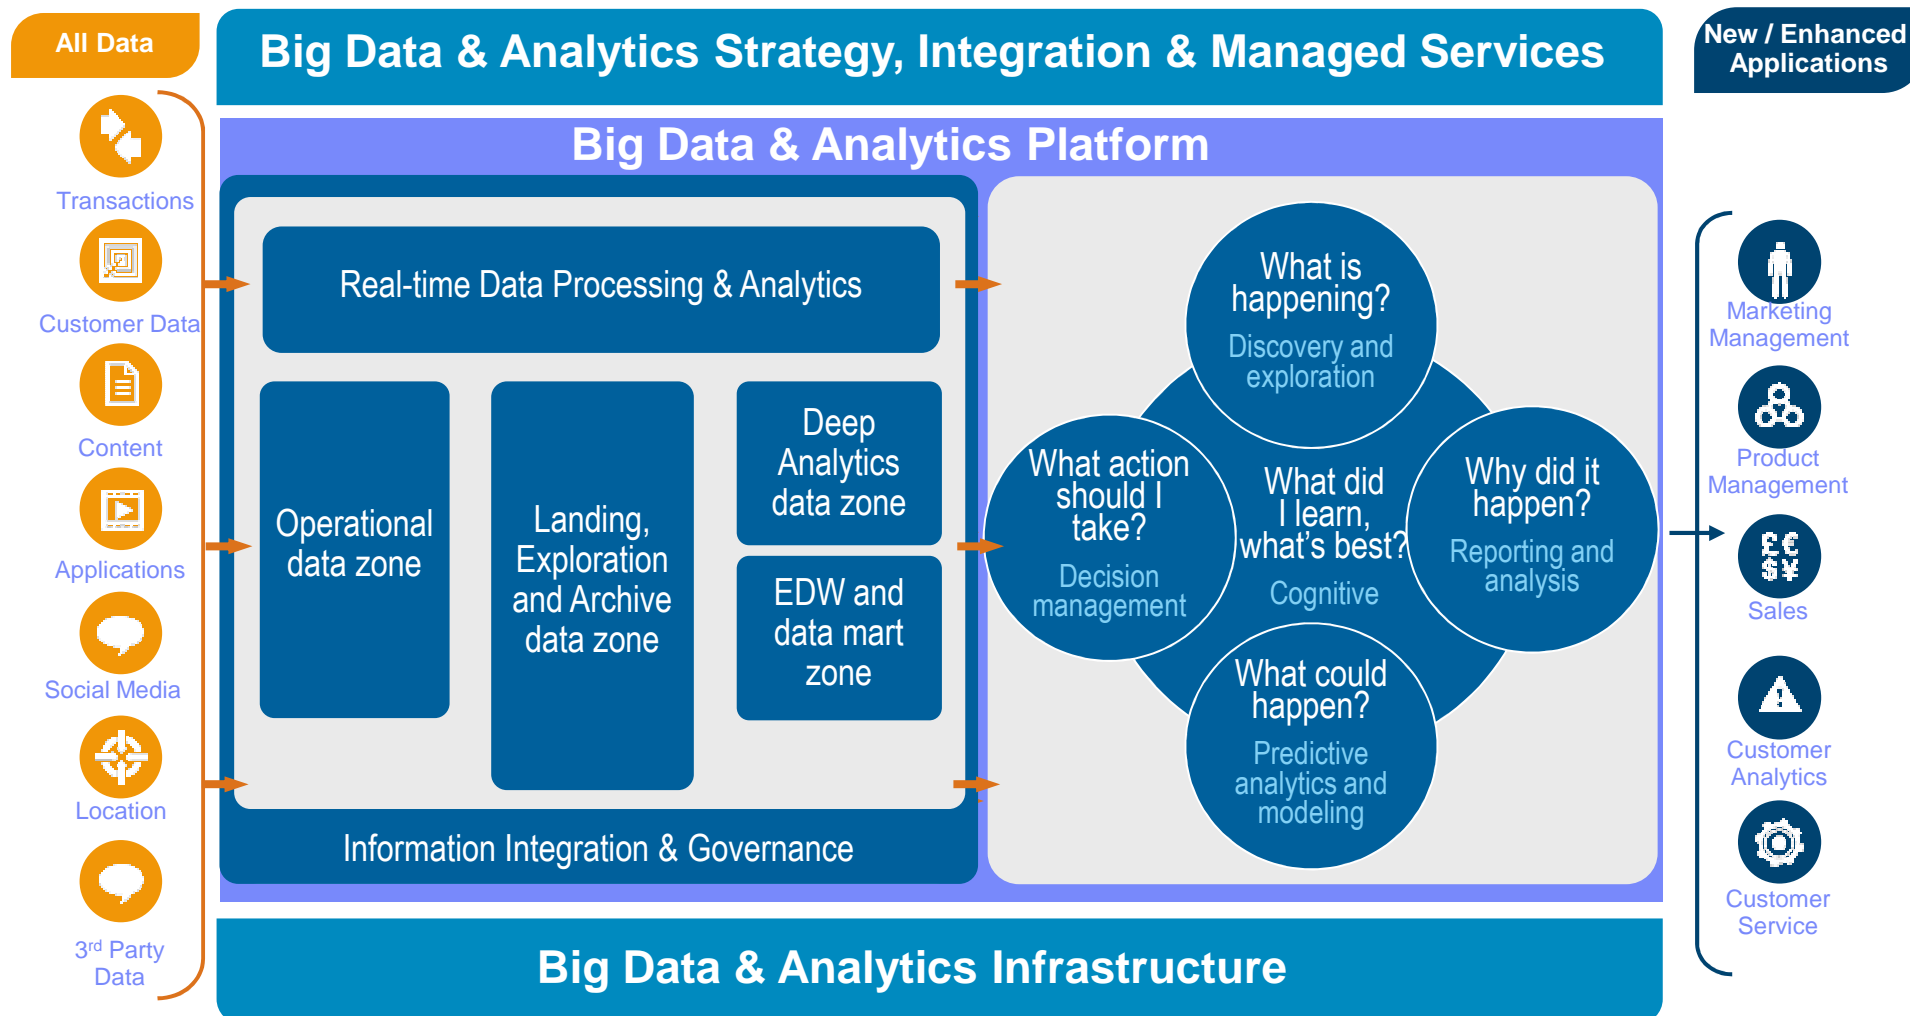 All Data
Big Data & Analytics Strategy, Integration & Managed Services
New / Enhanced
Applications
Transactions
Customer Data
Content
Applications
Social Media
Location
3rd Party
Data
Big Data & Analytics Platform
Real-time Data Processing & Analytics
Operational
data zone
Landing,
Exploration
and Archive
data zone
Deep
Analytics
data zone
EDW and
data mart
zone
Information Integration & Governance
What is
happening?
Discovery and
exploration
What action
should I
take?
Decision
management
What did
I learn,
what's best?
Cognitive
Why did it
happen?
Reporting and
analysis
What could
happen?
Predictive
analytics and
modeling
Marketing
Management
Product
Management
£€
$¥
Sales
Customer
Analytics
Customer
Service
Big Data & Analytics Infrastructure